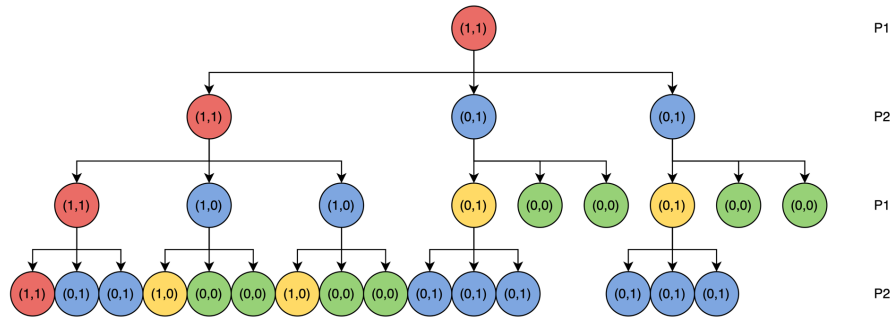 (1,1) P1
(1,1) (0,1) (0,1) P2
(1,1) (1,0) (1,0) (0,1) (0,0) (0,0) (0,1) (0,0) (0,0) P1
(1,1) (0,1) (0,1) (1,0) (0,0) (0,0) (1,0) (0,0) (0,0) (0,1) (0,1) (0,1) (0,1) (0,1) (0,1) P2